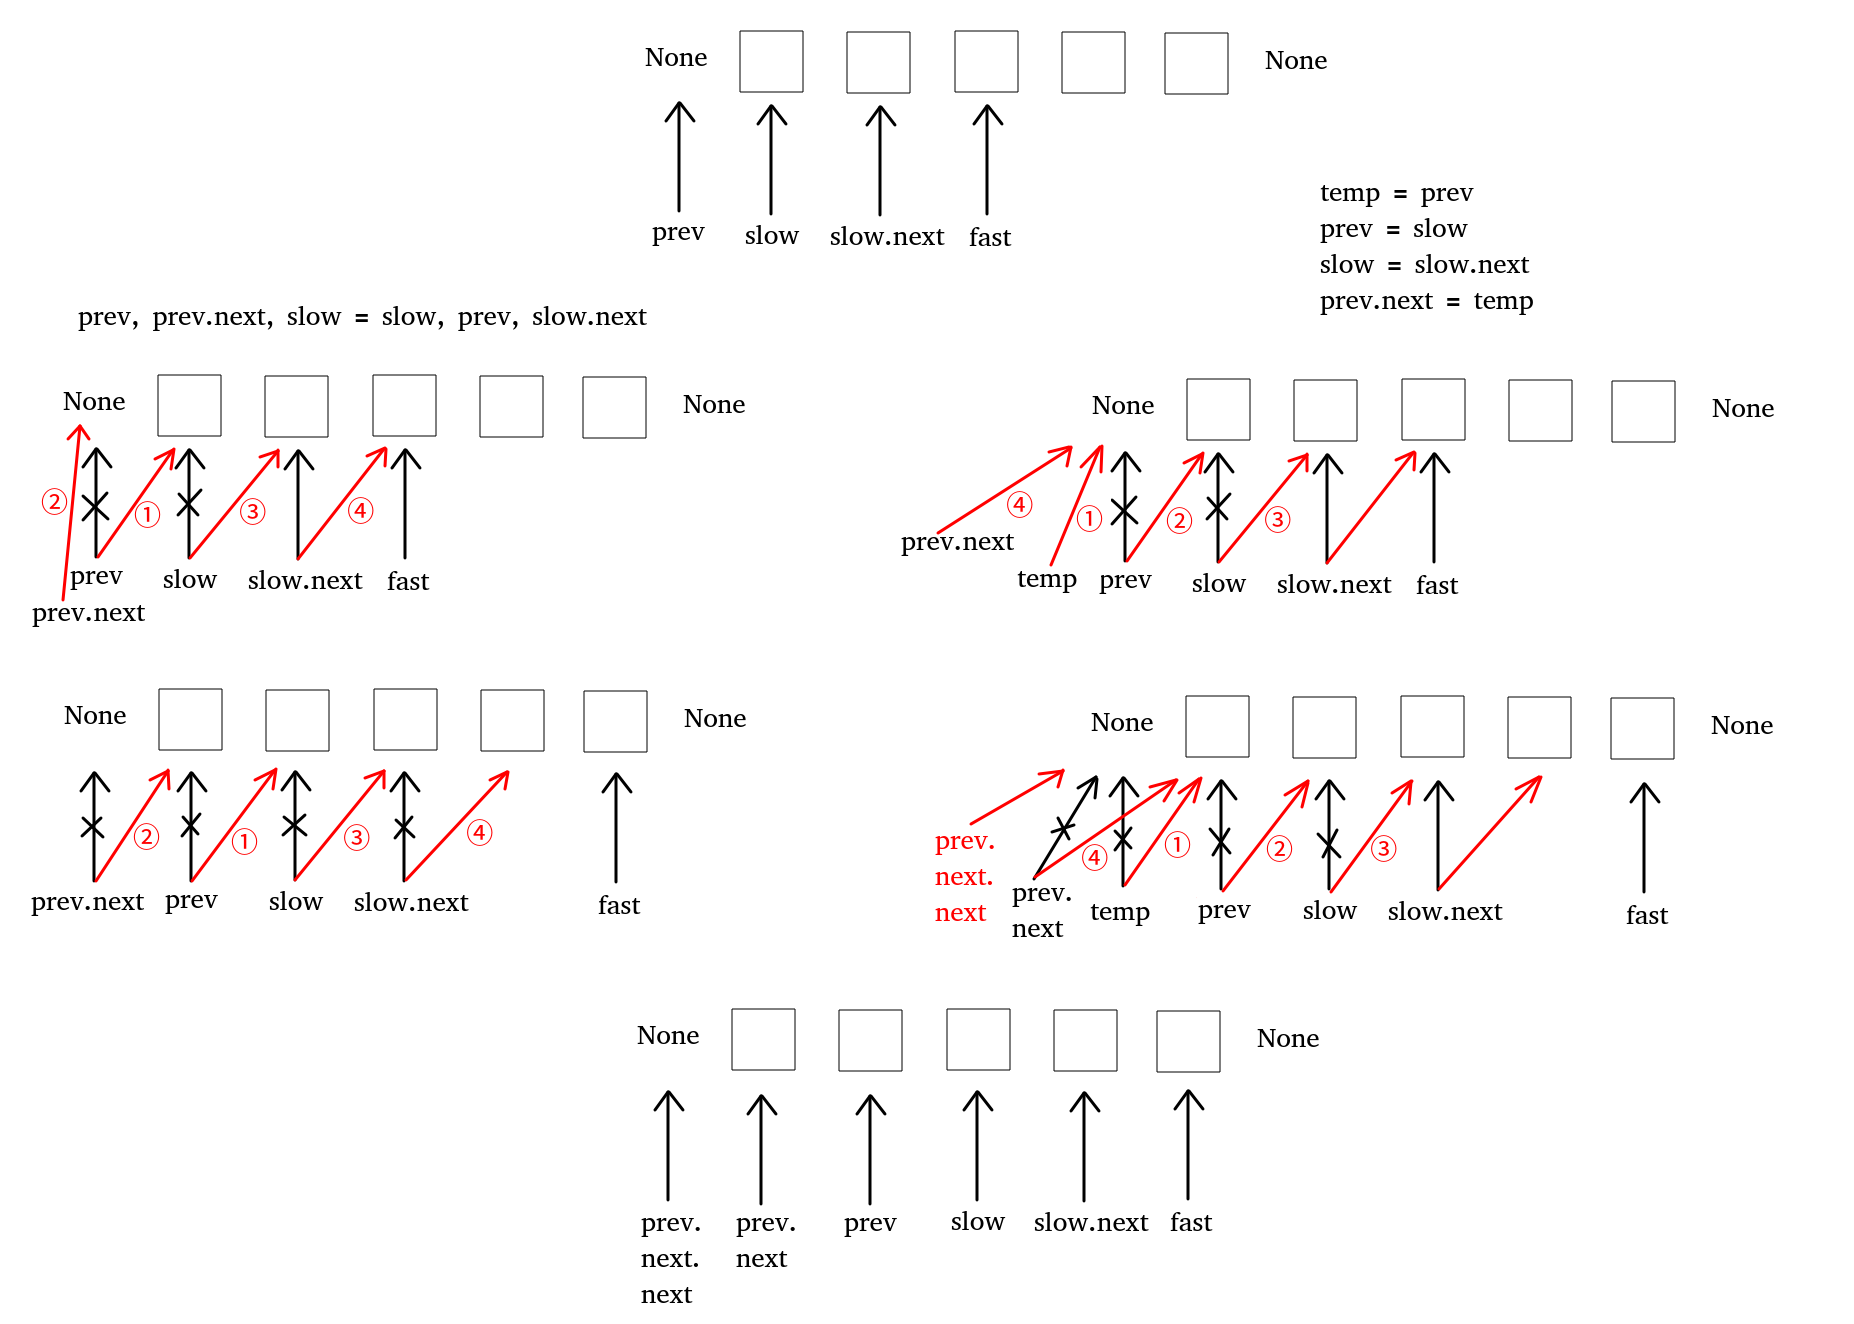 None None
prev slow slow.next fast
temp = prev
prev = slow
slow = slow.next
prev.next = temp
prev, prev.next, slow = slow, prev, slow.next
None None
② ① ③ ④
prev slow slow.next fast
prev.next
None None
④ ① ② ③
prev.next
temp prev slow slow.next fast
None None
② ① ③ ④
prev.next prev slow slow.next fast
None None
④ ① ② ③
prev.
next.
next
prev.
next
temp prev slow slow.next fast
None None
prev.
next.
next
prev.
next
prev slow slow.next fast